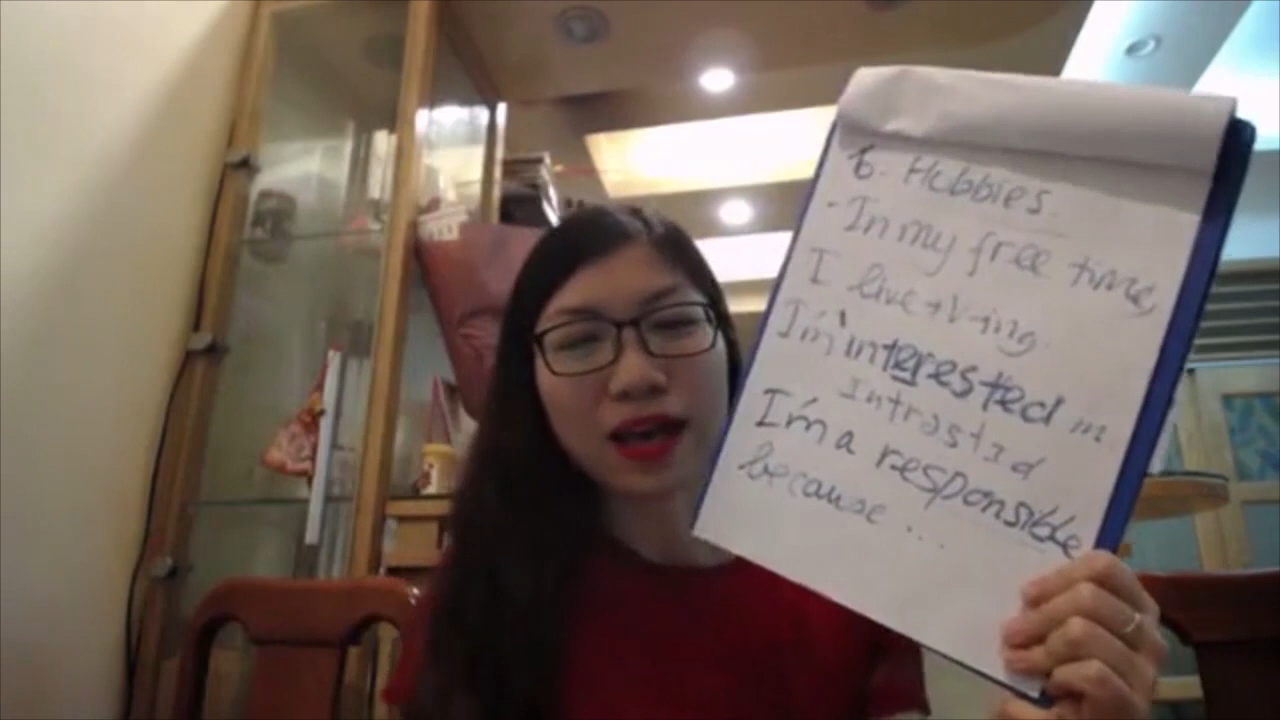 6. Hobbies.
- In my free time,
I live + V-ing.
I'm interested in
Intrəstɪd
I'm a responsible
because ...